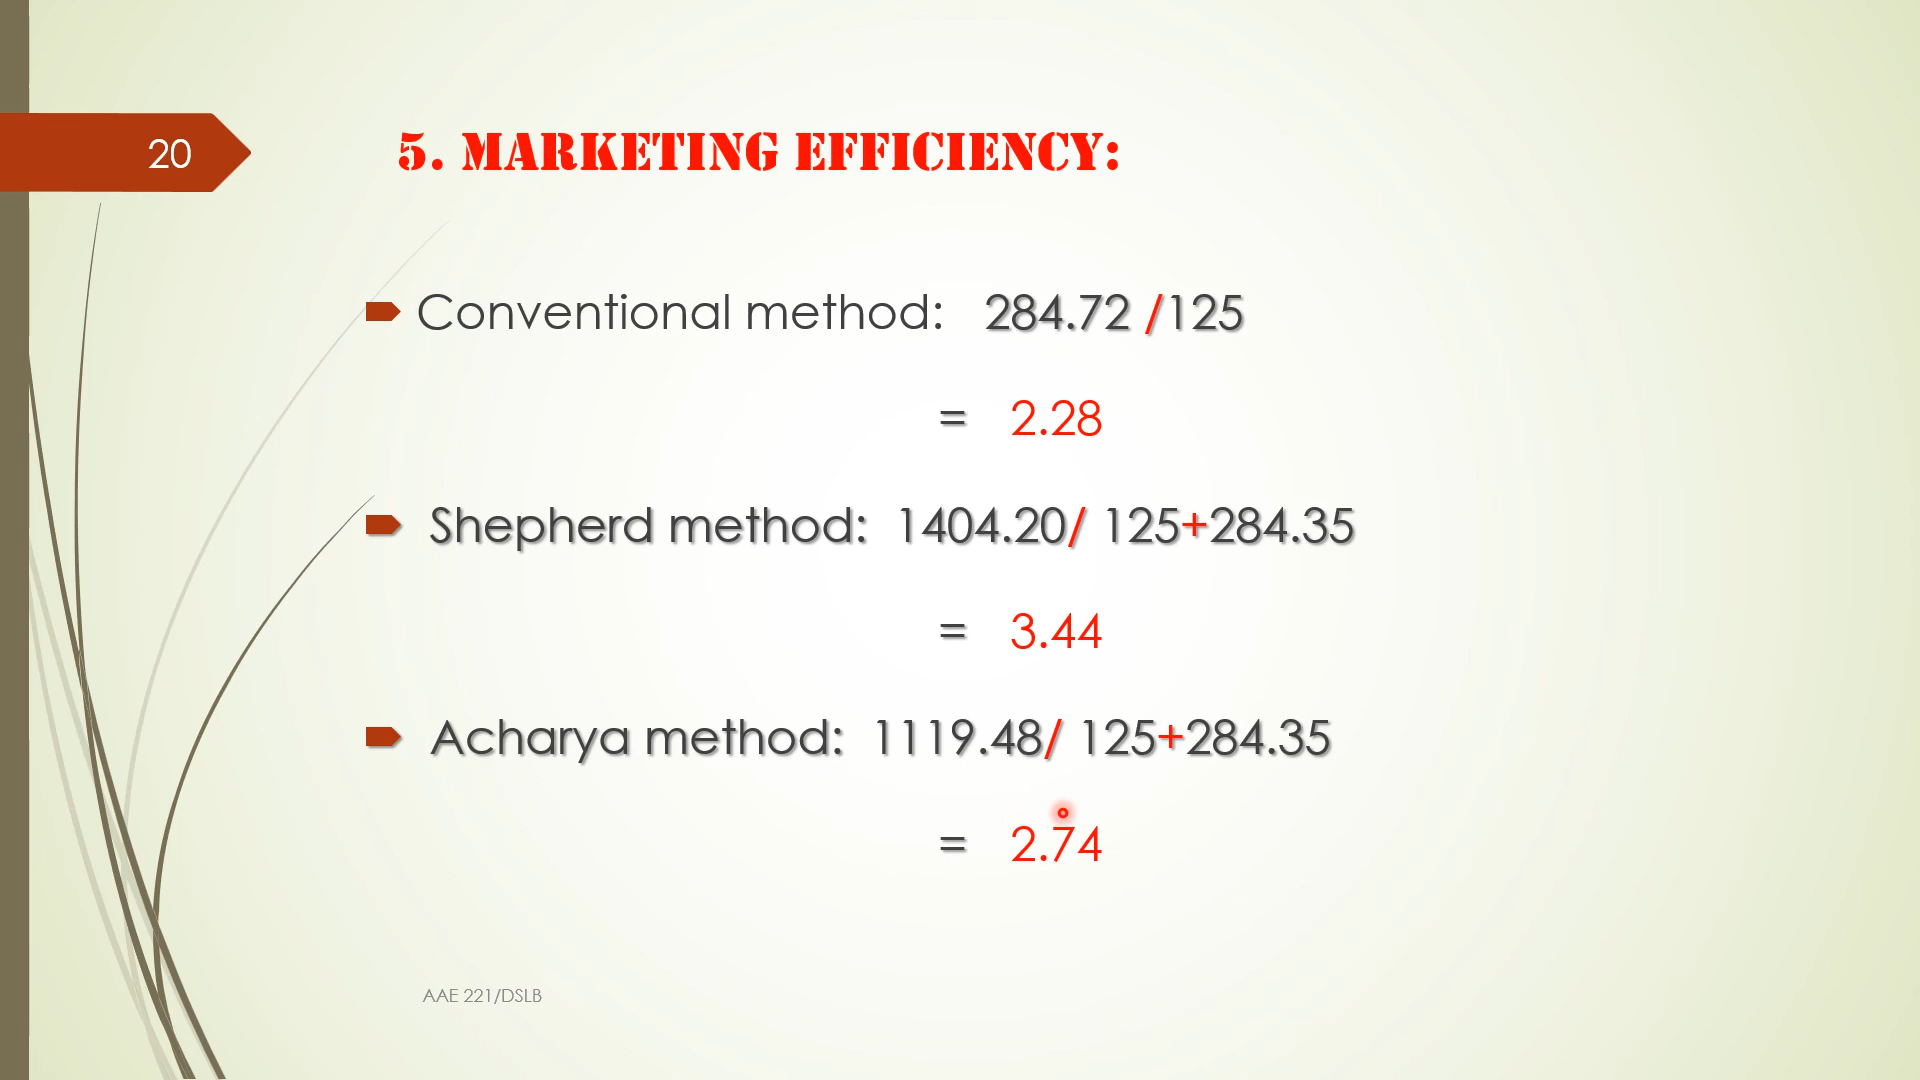 20
5. MARKETING EFFICIENCY:
Conventional method: 284.72 /125
= 2.28
Shepherd method: 1404.20/ 125+284.35
= 3.44
Acharya method: 1119.48/ 125+284.35
= 2.74
AAE 221/DSLB